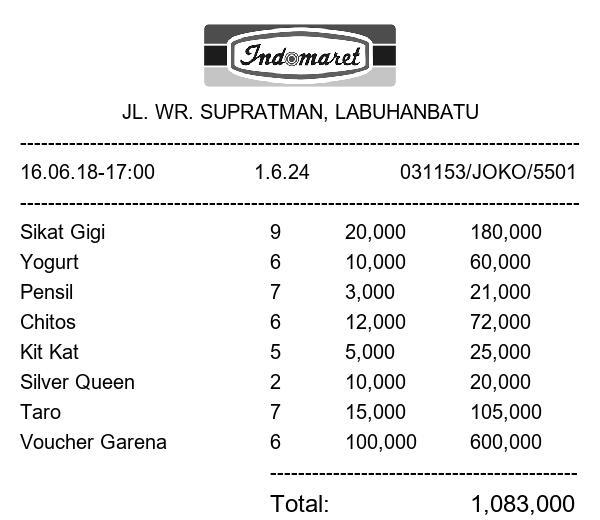 Indomaret
JL. WR. SUPRATMAN, LABUHANBATU
--------------------------------------------------------------------------------
16.06.18-17:00 1.6.24 031153/JOKO/5501
--------------------------------------------------------------------------------
Sikat Gigi 9 20,000 180,000
Yogurt 6 10,000 60,000
Pensil 7 3,000 21,000
Chitos 6 12,000 72,000
Kit Kat 5 5,000 25,000
Silver Queen 2 10,000 20,000
Taro 7 15,000 105,000
Voucher Garena 6 100,000 600,000
--------------------------------------------
Total: 1,083,000